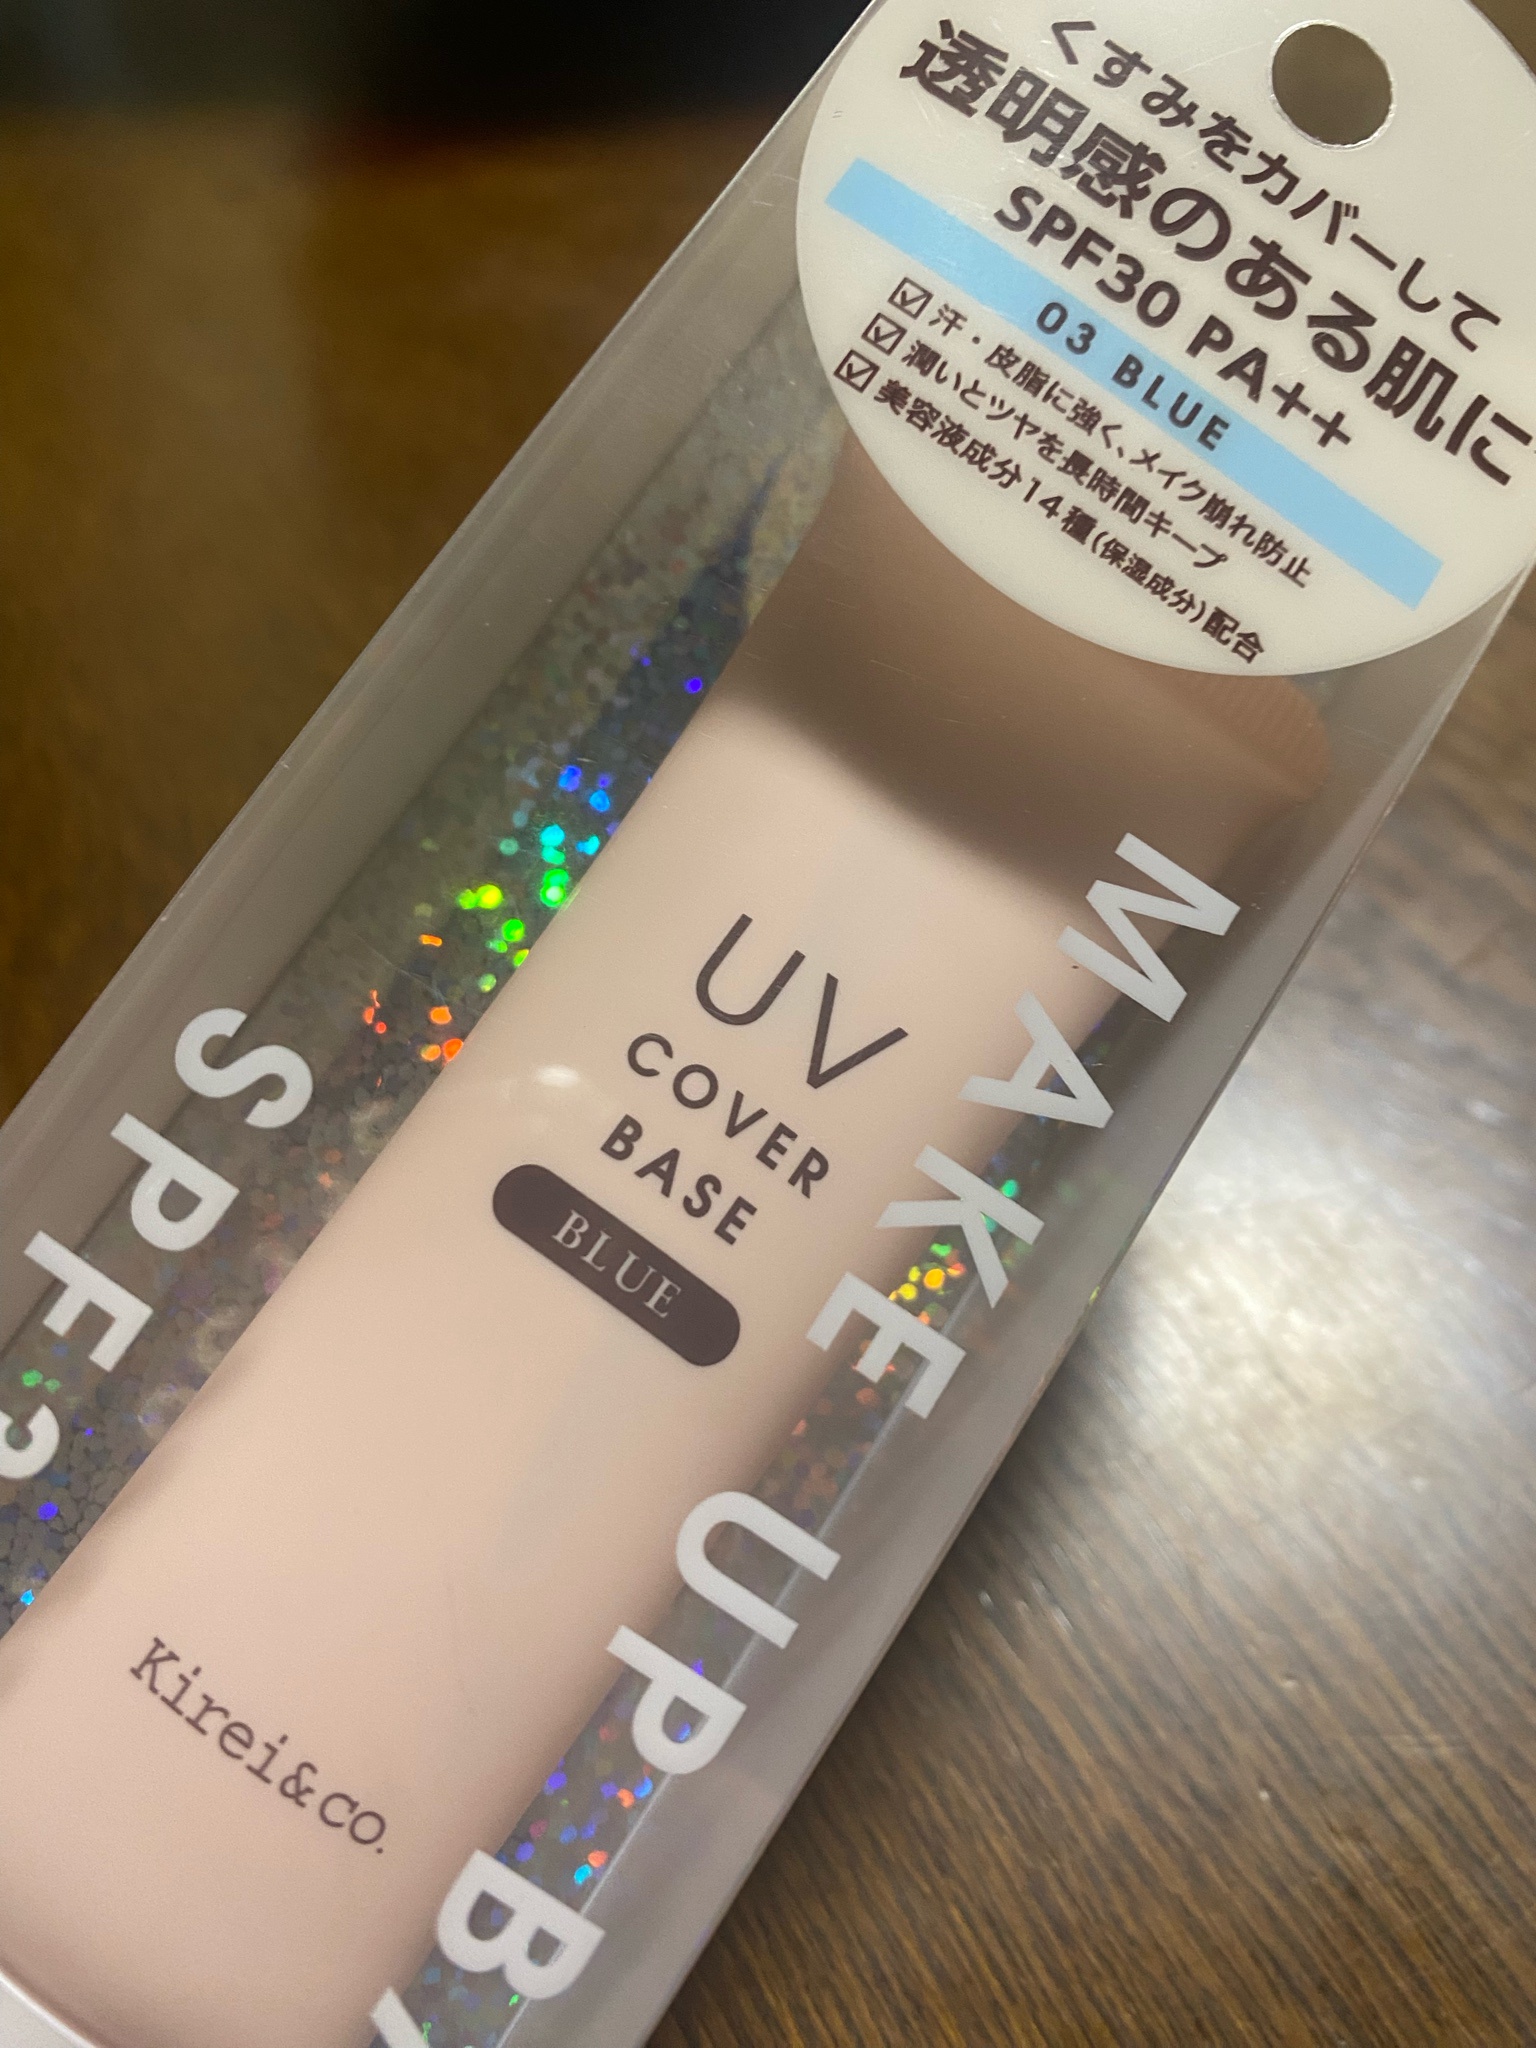 くすみをカバーして
透明感のある肌に
SPF30 PA++
03 BLUE
汗・皮脂に強く、メイク崩れ防止
潤いとツヤを長時間キープ
美容液成分14種(保湿成分)配合
UV
COVER
BASE
BLUE
Kirei&co.
MAKE UP BA
SPF3